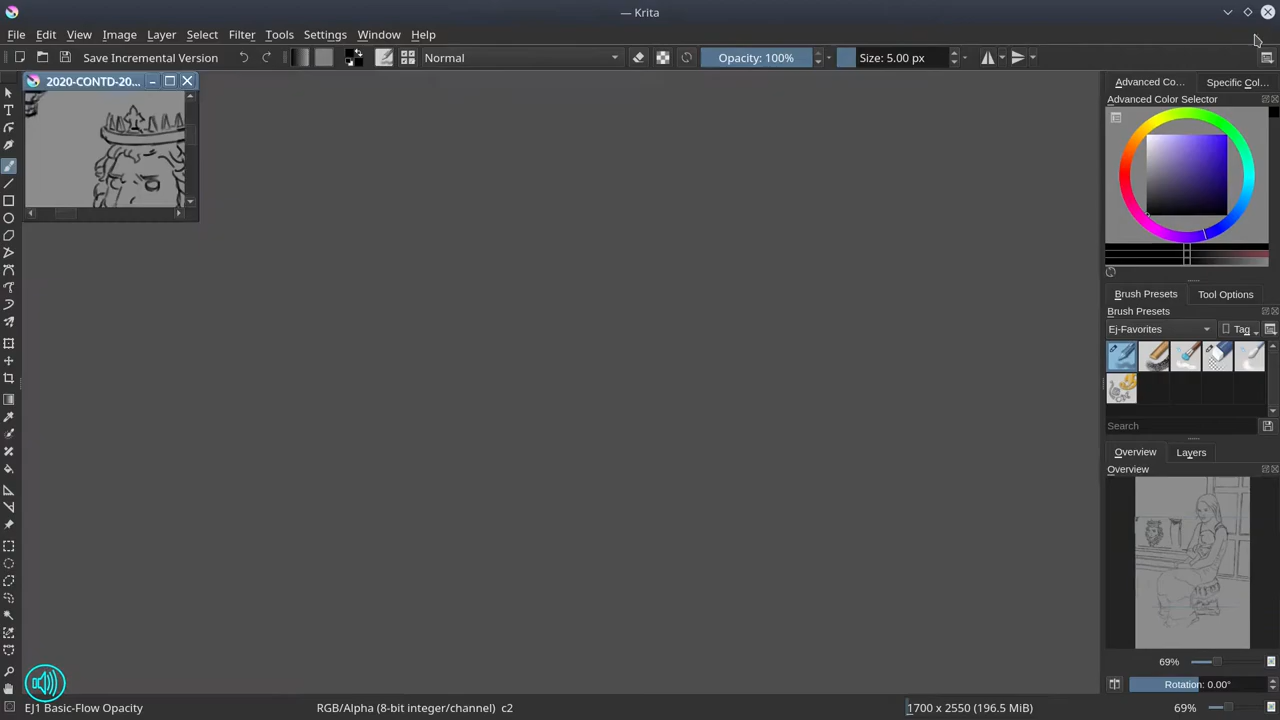 — Krita
File Edit View Image Layer Select Filter Tools Settings Window Help
Save Incremental Version Normal Opacity: 100% Size: 5.00 px
2020-CONTD-20...
Advanced Co... Specific Col...
Advanced Color Selector
Brush Presets Tool Options
Brush Presets
Ej-Favorites Tag
Search
Overview Layers
Overview
69%
Rotation: 0.00°
EJ1 Basic-Flow Opacity RGB/Alpha (8-bit integer/channel) c2 1700 x 2550 (196.5 MiB) 69%